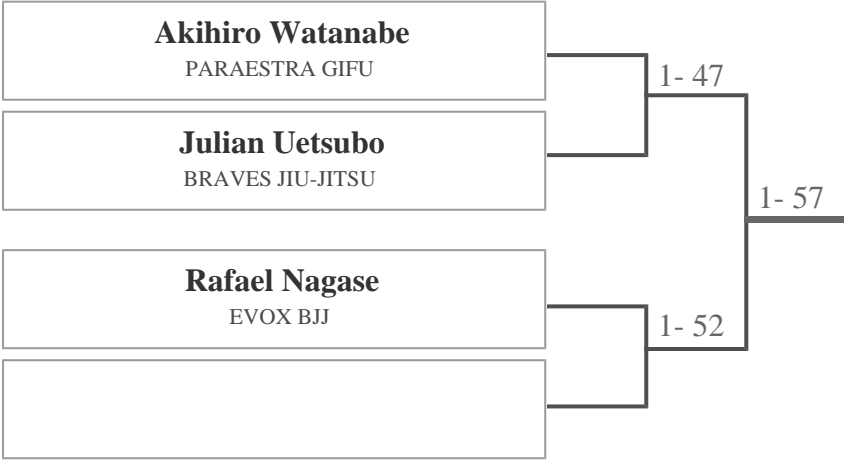 Akihiro Watanabe
PARAESTRA GIFU
1- 47
Julian Uetsubo
BRAVES JIU-JITSU
1- 57
Rafael Nagase
EVOX BJJ
1- 52